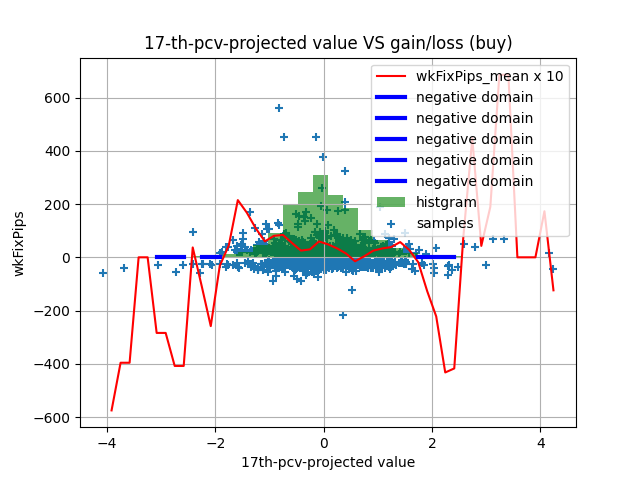 17-th-pcv-projected value VS gain/loss (buy)
wkFixPips_mean x 10
negative domain
negative domain
negative domain
negative domain
negative domain
histgram
samples
wkFixPips
600
400
200
0
−200
−400
−600
−4
−2
0
2
4
17th-pcv-projected value